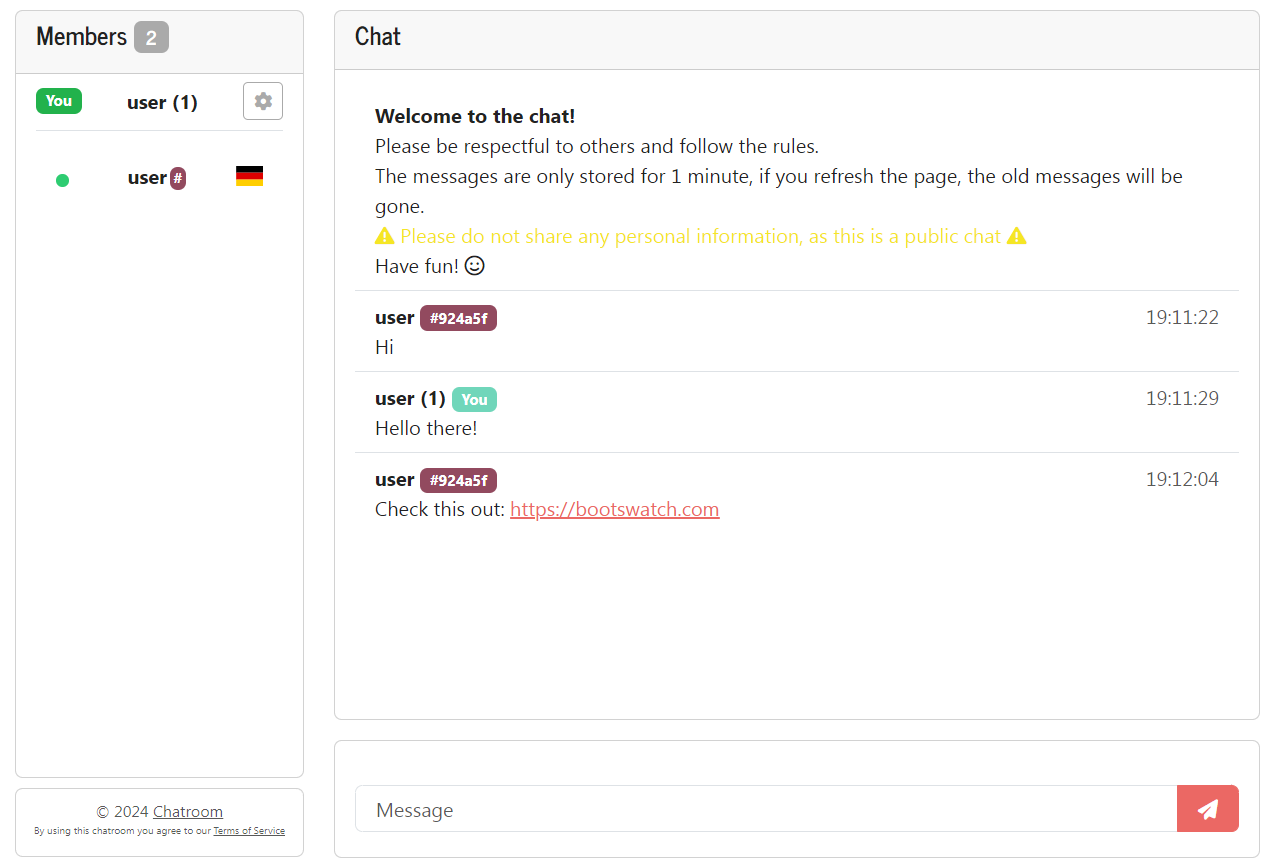 Members 2
You user (1)
user #
© 2024 Chatroom
By using this chatroom you agree to our Terms of Service
Chat
Welcome to the chat!
Please be respectful to others and follow the rules.
The messages are only stored for 1 minute, if you refresh the page, the old messages will be
gone.
Please do not share any personal information, as this is a public chat
Have fun!
user #924a5f 19:11:22
Hi
user (1) You 19:11:29
Hello there!
user #924a5f 19:12:04
Check this out: https://bootswatch.com
Message